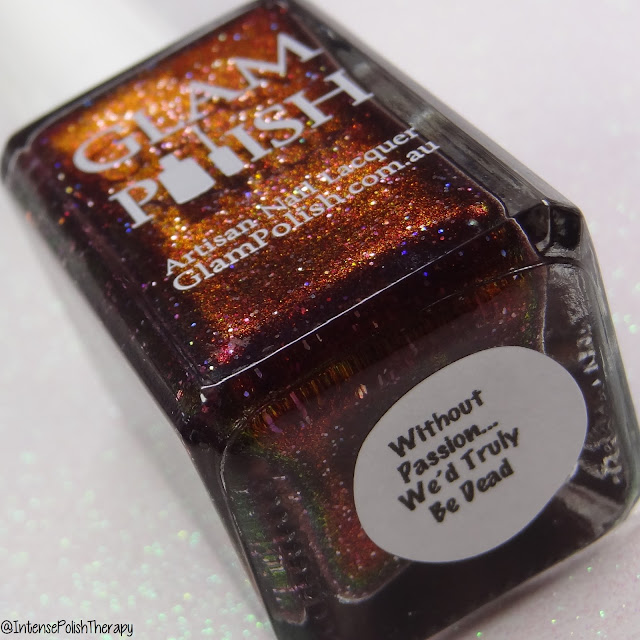 GLAM
POLISH
Artisan Nail Lacquer
GlamPolish.com.au
Without
Passion...
We'd Truly
Be Dead
@IntensePolishTherapy